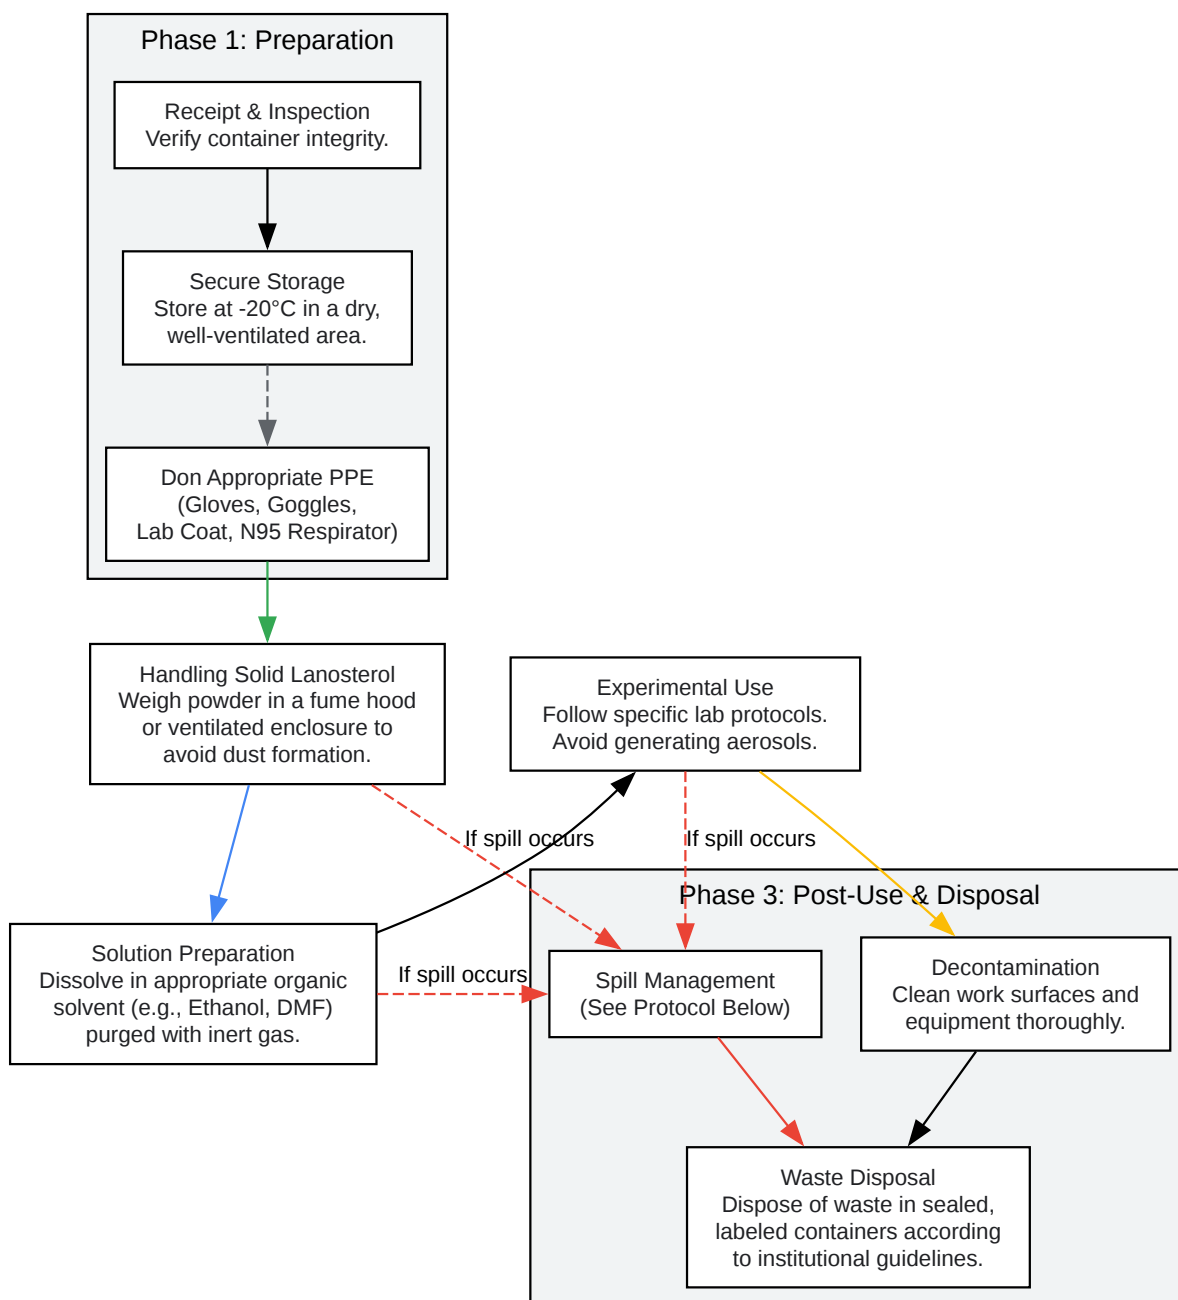 Phase 1: Preparation
Receipt & Inspection
Verify container integrity.
Secure Storage
Store at -20°C in a dry,
well-ventilated area.
Don Appropriate PPE
(Gloves, Goggles,
Lab Coat, N95 Respirator)
Handling Solid Lanosterol
Weigh powder in a fume hood
or ventilated enclosure to
avoid dust formation.
Experimental Use
Follow specific lab protocols.
Avoid generating aerosols.
If spill occurs
If spill occurs
Phase 3: Post-Use & Disposal
Solution Preparation
Dissolve in appropriate organic
solvent (e.g., Ethanol, DMF)
purged with inert gas.
If spill occurs
Spill Management
(See Protocol Below)
Decontamination
Clean work surfaces and
equipment thoroughly.
Waste Disposal
Dispose of waste in sealed,
labeled containers according
to institutional guidelines.